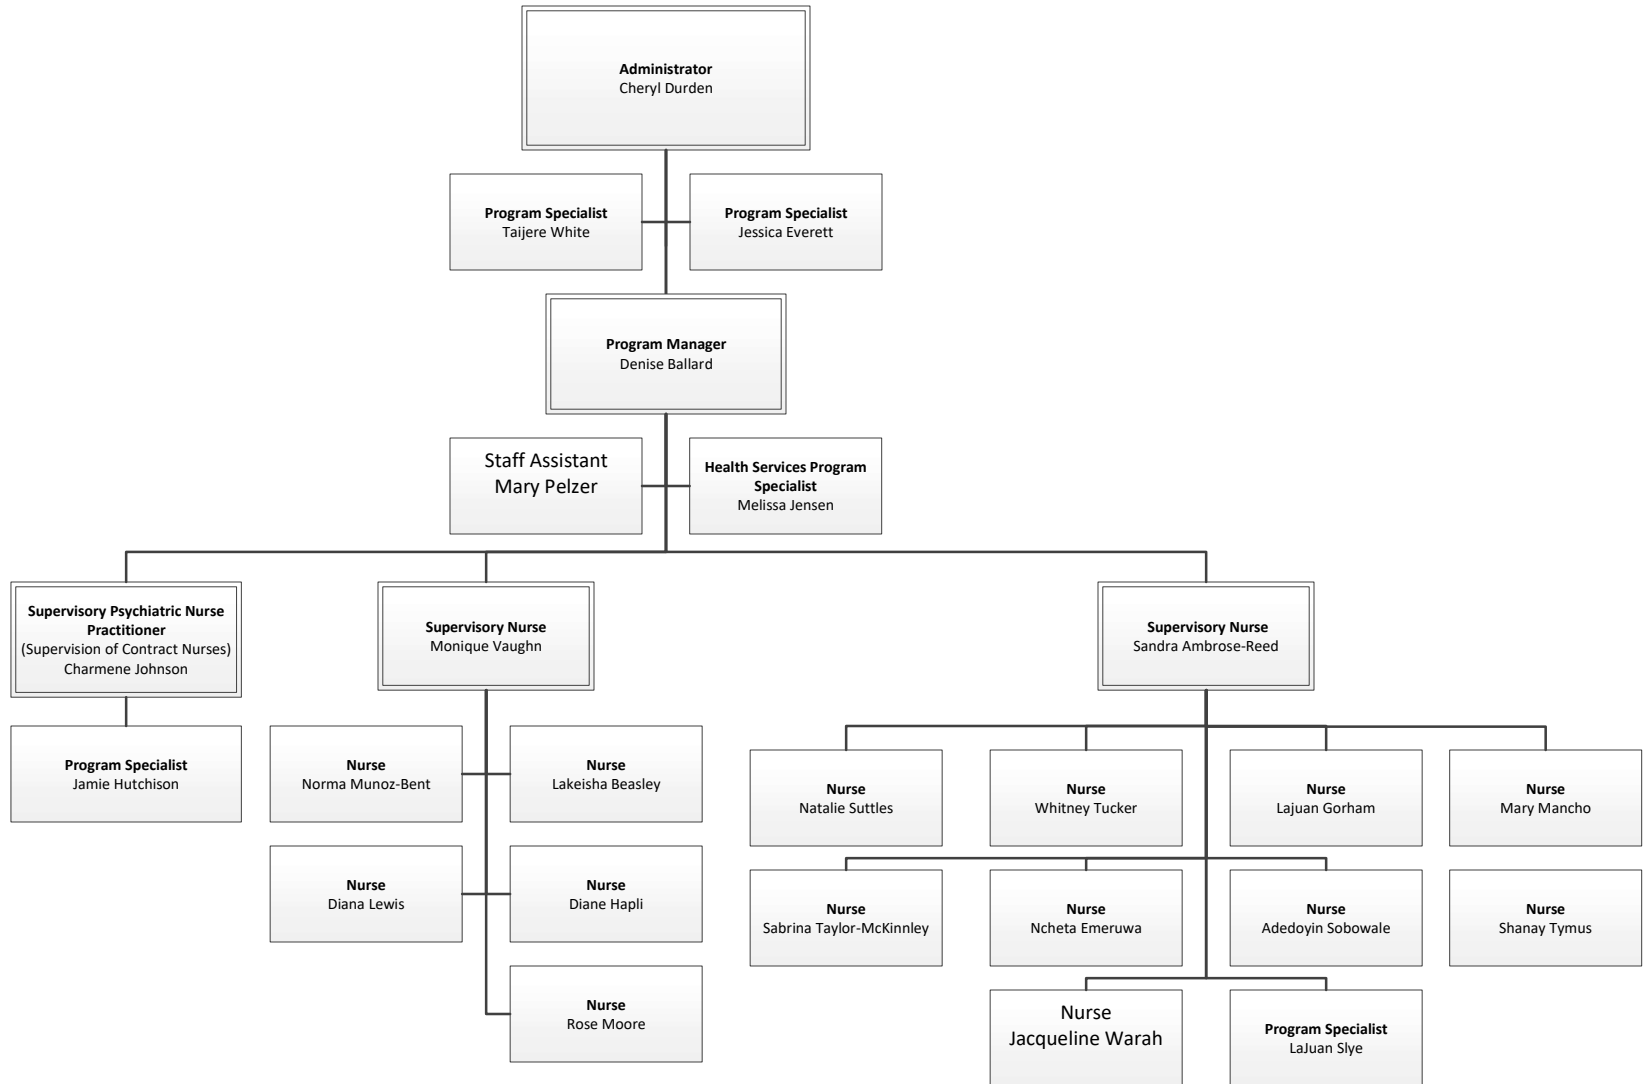 Administrator
Cheryl Durden
Program Specialist
Taijere White
Program Specialist
Jessica Everett
Program Manager
Denise Ballard
Staff Assistant
Mary Pelzer
Health Services Program
Specialist
Melissa Jensen
Supervisory Psychiatric Nurse
Practitioner
(Supervision of Contract Nurses)
Charmene Johnson
Supervisory Nurse
Monique Vaughn
Supervisory Nurse
Sandra Ambrose-Reed
Program Specialist
Jamie Hutchison
Nurse
Norma Munoz-Bent
Nurse
Lakeisha Beasley
Nurse
Diana Lewis
Nurse
Diane Hapli
Nurse
Rose Moore
Nurse
Natalie Suttles
Nurse
Whitney Tucker
Nurse
Lajuan Gorham
Nurse
Mary Mancho
Nurse
Sabrina Taylor-McKinnley
Nurse
Ncheta Emeruwa
Nurse
Adedoyin Sobowale
Nurse
Shanay Tymus
Nurse
Jacqueline Warah
Program Specialist
LaJuan Slye